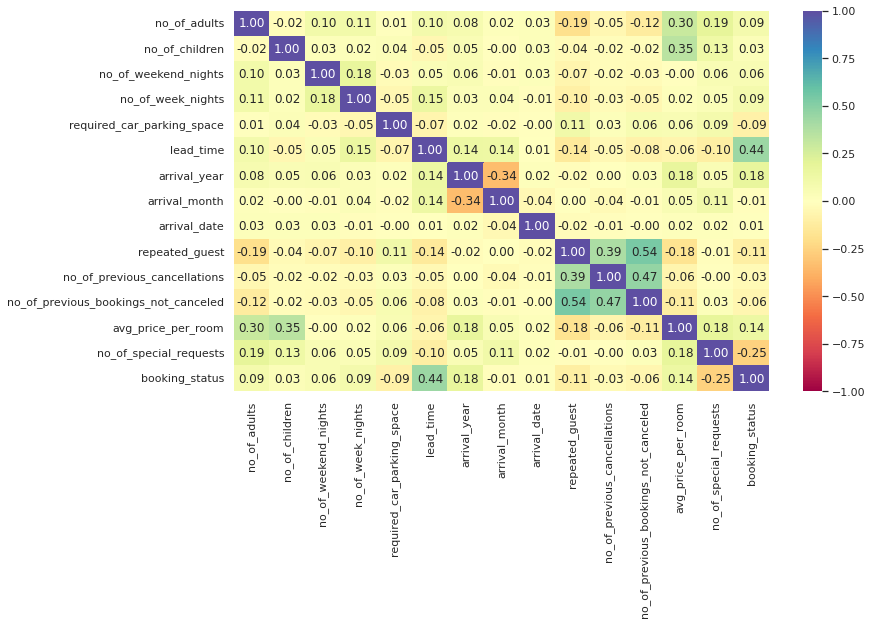 no_of_adults 1.00 -0.02 0.10 0.11 0.01 0.10 0.08 0.02 0.03 -0.19 -0.05 -0.12 0.30 0.19 0.09
no_of_children -0.02 1.00 0.03 0.02 0.04 -0.05 0.05 -0.00 0.03 -0.04 -0.02 -0.02 0.35 0.13 0.03
no_of_weekend_nights 0.10 0.03 1.00 0.18 -0.03 0.05 0.06 -0.01 0.03 -0.07 -0.02 -0.03 -0.00 0.06 0.06
no_of_week_nights 0.11 0.02 0.18 1.00 -0.05 0.15 0.03 0.04 -0.01 -0.10 -0.03 -0.05 0.02 0.05 0.09
required_car_parking_space 0.01 0.04 -0.03 -0.05 1.00 -0.07 0.02 -0.02 -0.00 0.11 0.03 0.06 0.06 0.09 -0.09
lead_time 0.10 -0.05 0.05 0.15 -0.07 1.00 0.14 0.14 0.01 -0.14 -0.05 -0.08 -0.06 -0.10 0.44
arrival_year 0.08 0.05 0.06 0.03 0.02 0.14 1.00 -0.34 0.02 -0.02 0.00 0.03 0.18 0.05 0.18
arrival_month 0.02 -0.00 -0.01 0.04 -0.02 0.14 -0.34 1.00 -0.04 0.00 -0.04 -0.01 0.05 0.11 -0.01
arrival_date 0.03 0.03 0.03 -0.01 -0.00 0.01 0.02 -0.04 1.00 -0.02 -0.01 -0.00 0.02 0.02 0.01
repeated_guest -0.19 -0.04 -0.07 -0.10 0.11 -0.14 -0.02 0.00 -0.02 1.00 0.39 0.54 -0.18 -0.01 -0.11
no_of_previous_cancellations -0.05 -0.02 -0.02 -0.03 0.03 -0.05 0.00 -0.04 -0.01 0.39 1.00 0.47 -0.06 -0.00 -0.03
no_of_previous_bookings_not_canceled -0.12 -0.02 -0.03 -0.05 0.06 -0.08 0.03 -0.01 -0.00 0.54 0.47 1.00 -0.11 0.03 -0.06
avg_price_per_room 0.30 0.35 -0.00 0.02 0.06 -0.06 0.18 0.05 0.02 -0.18 -0.06 -0.11 1.00 0.18 0.14
no_of_special_requests 0.19 0.13 0.06 0.05 0.09 -0.10 0.05 0.11 0.02 -0.01 -0.00 0.03 0.18 1.00 -0.25
booking_status 0.09 0.03 0.06 0.09 -0.09 0.44 0.18 -0.01 0.01 -0.11 -0.03 -0.06 0.14 -0.25 1.00
no_of_adults
no_of_children
no_of_weekend_nights
no_of_week_nights
required_car_parking_space
lead_time
arrival_year
arrival_month
arrival_date
repeated_guest
no_of_previous_cancellations
no_of_previous_bookings_not_canceled
avg_price_per_room
no_of_special_requests
booking_status
1.00
0.75
0.50
0.25
0.00
−0.25
−0.50
−0.75
−1.00